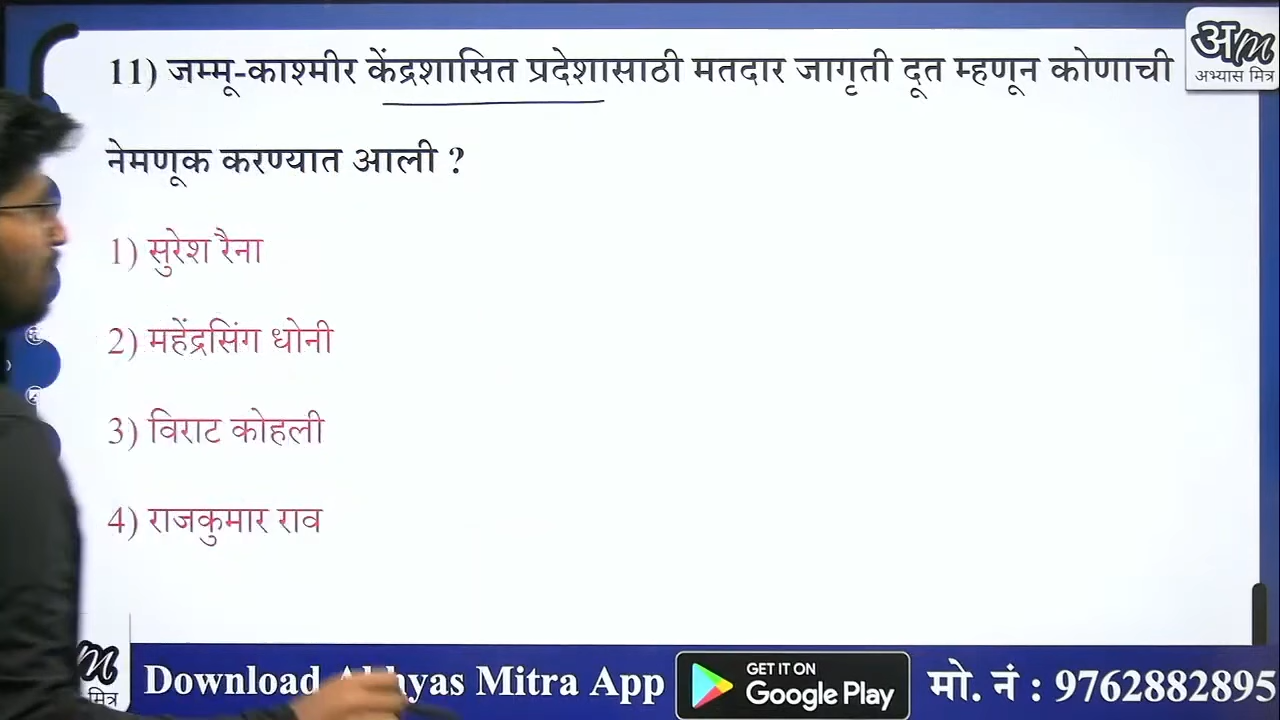 11) जम्मू-काश्मीर केंद्रशासित प्रदेशासाठी मतदार जागृती दूत म्हणून कोणाची
नेमणूक करण्यात आली ?
1) सुरेश रैना
2) महेंद्रसिंग धोनी
3) विराट कोहली
4) राजकुमार राव
अm
अभ्यास मित्र
Download Mitra App
GET IT ON
Google Play
मो. नं : 9762882895